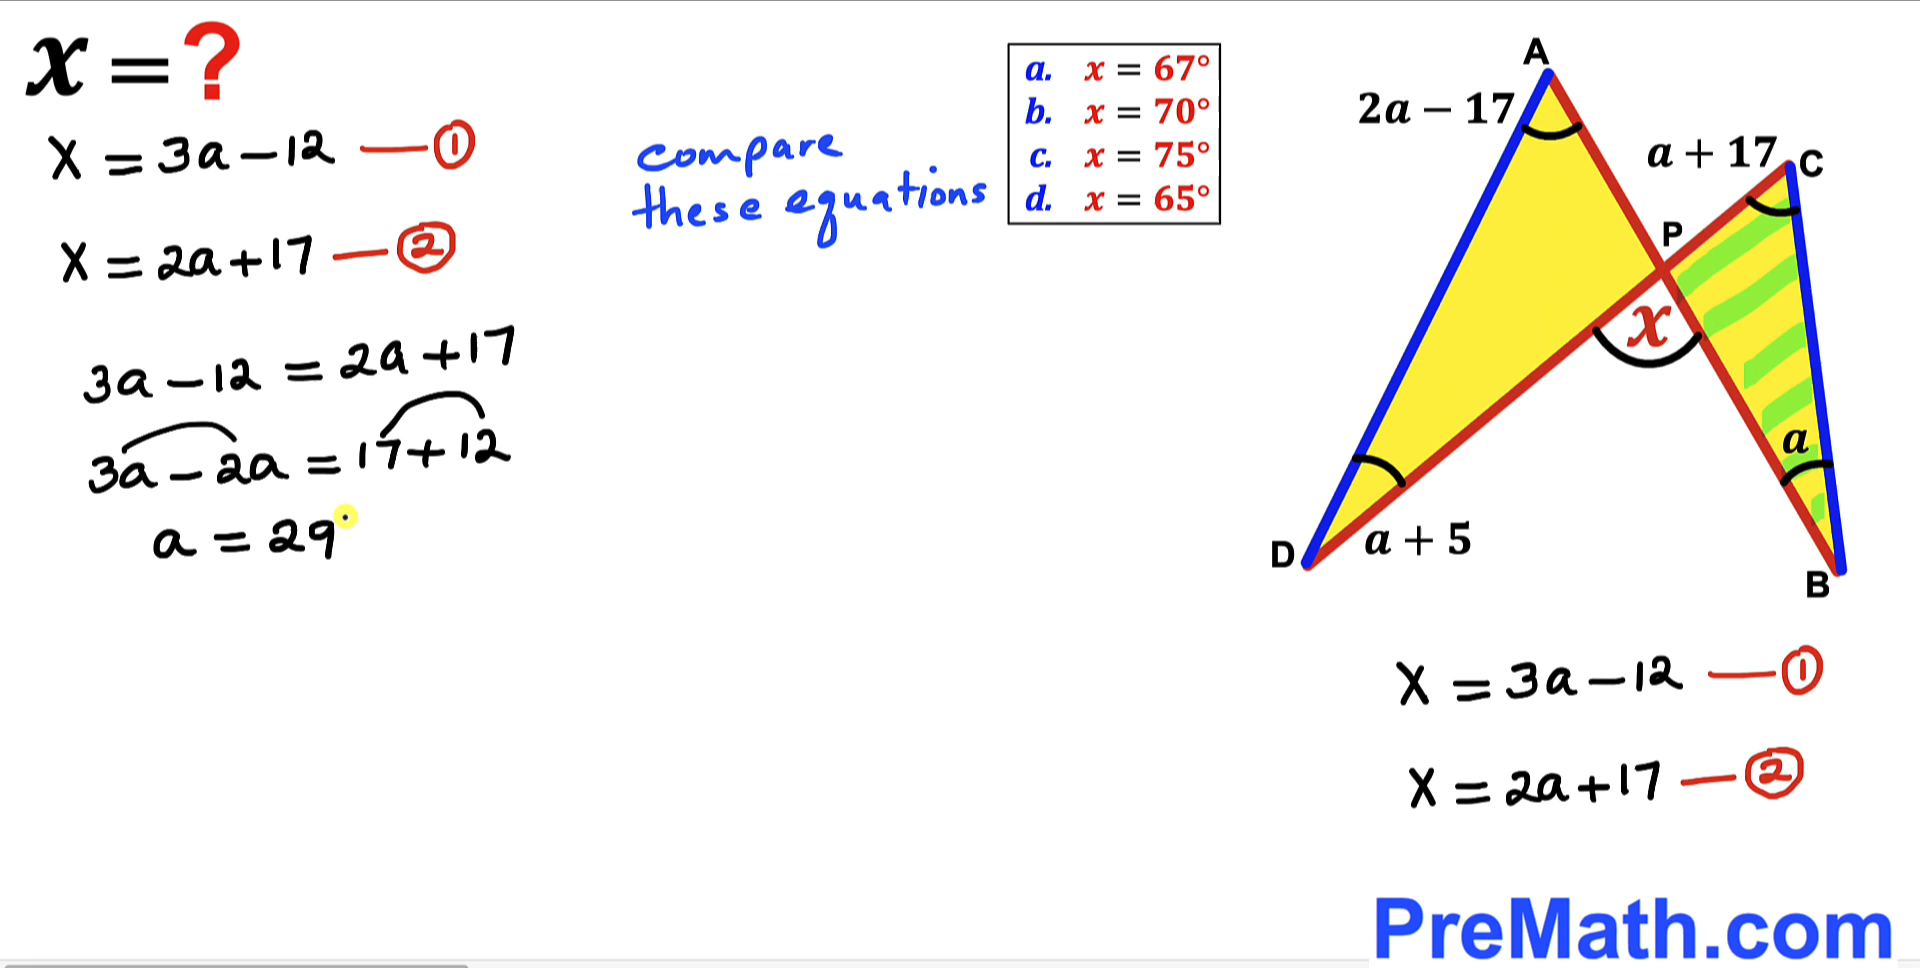 x = ?
x = 3a - 12 — ①
x = 2a + 17 — ②
3a - 12 = 2a + 17
3a - 2a = 17 + 12
a = 29°
compare
these equations
a. x = 67°
b. x = 70°
c. x = 75°
d. x = 65°
A
2a − 17
a + 17
C
P
x
a
D
a + 5
B
x = 3a - 12 — ①
x = 2a + 17 — ②
PreMath.com